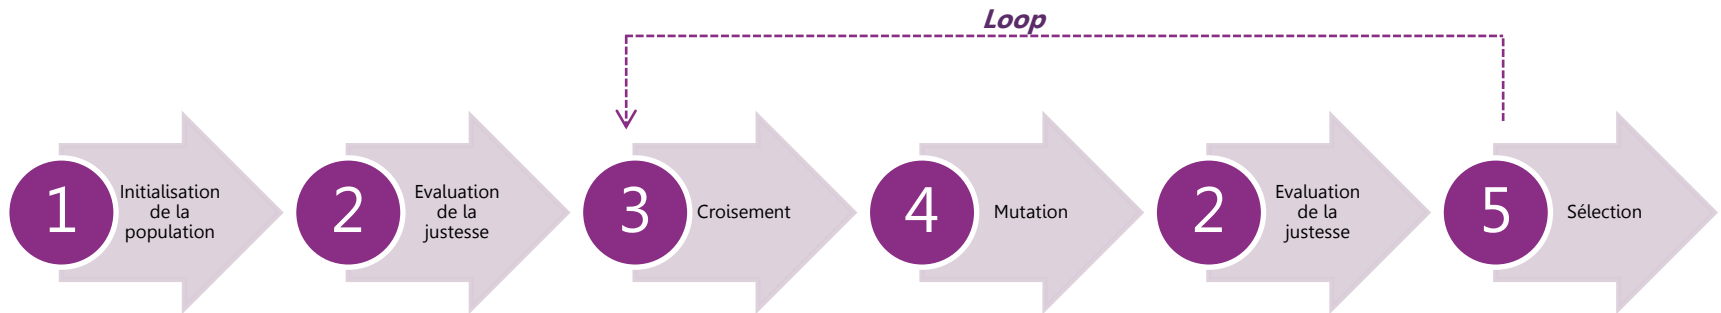 Loop
1
Initialisation
de la
population
2
Evaluation
de la
justesse
3
Croisement
4
Mutation
2
Evaluation
de la
justesse
5
Sélection